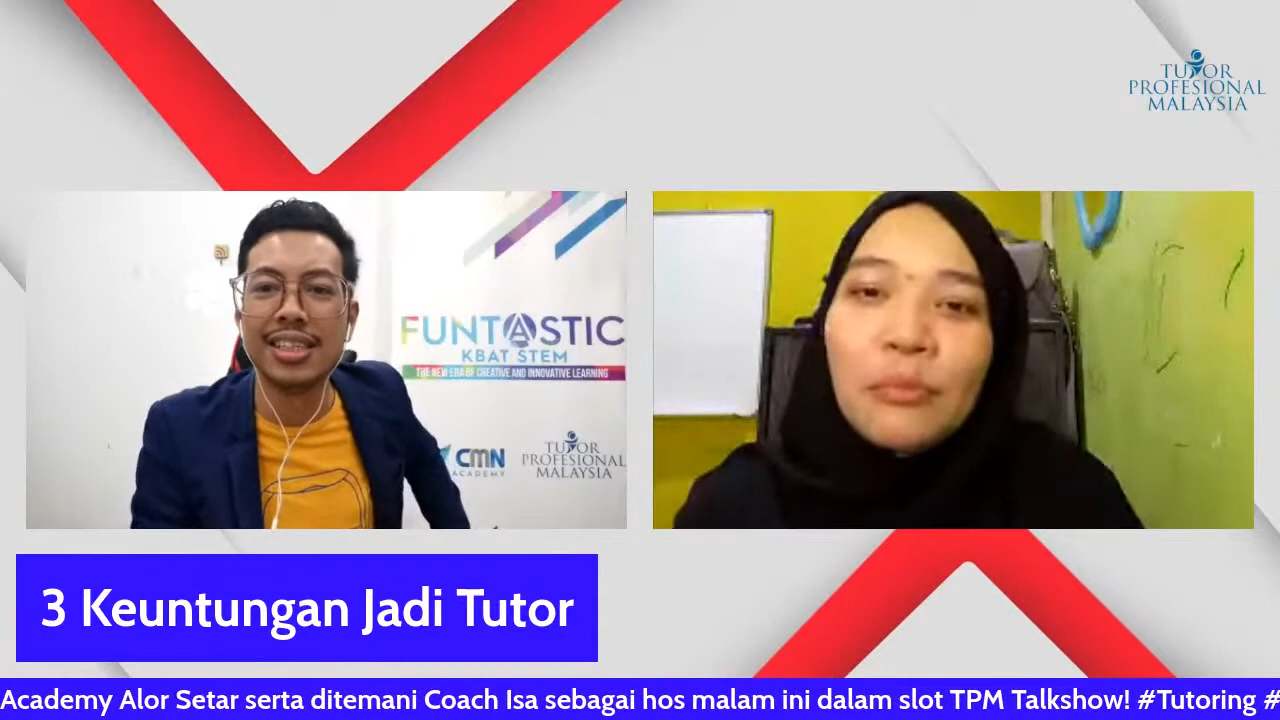 TUTOR
PROFESIONAL
MALAYSIA
FUNTASTIC
KBAT STEM
THE NEW ERA OF CREATIVE AND INNOVATIVE LEARNING
CMN
ACADEMY
TUTOR
PROFESIONAL
MALAYSIA
3 Keuntungan Jadi Tutor
Academy Alor Setar serta ditemani Coach Isa sebagai hos malam ini dalam slot TPM Talkshow! #Tutoring #